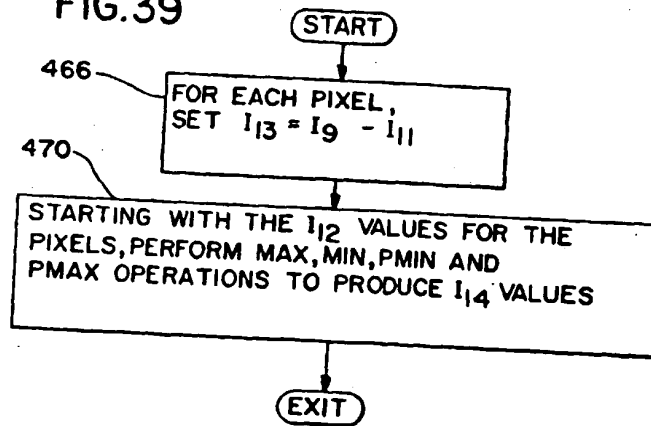 FIG.39
START
466
FOR EACH PIXEL,
SET I13 = I9 - I11
470
STARTING WITH THE I12 VALUES FOR THE
PIXELS, PERFORM MAX, MIN, PMIN AND
PMAX OPERATIONS TO PRODUCE I14 VALUES
EXIT